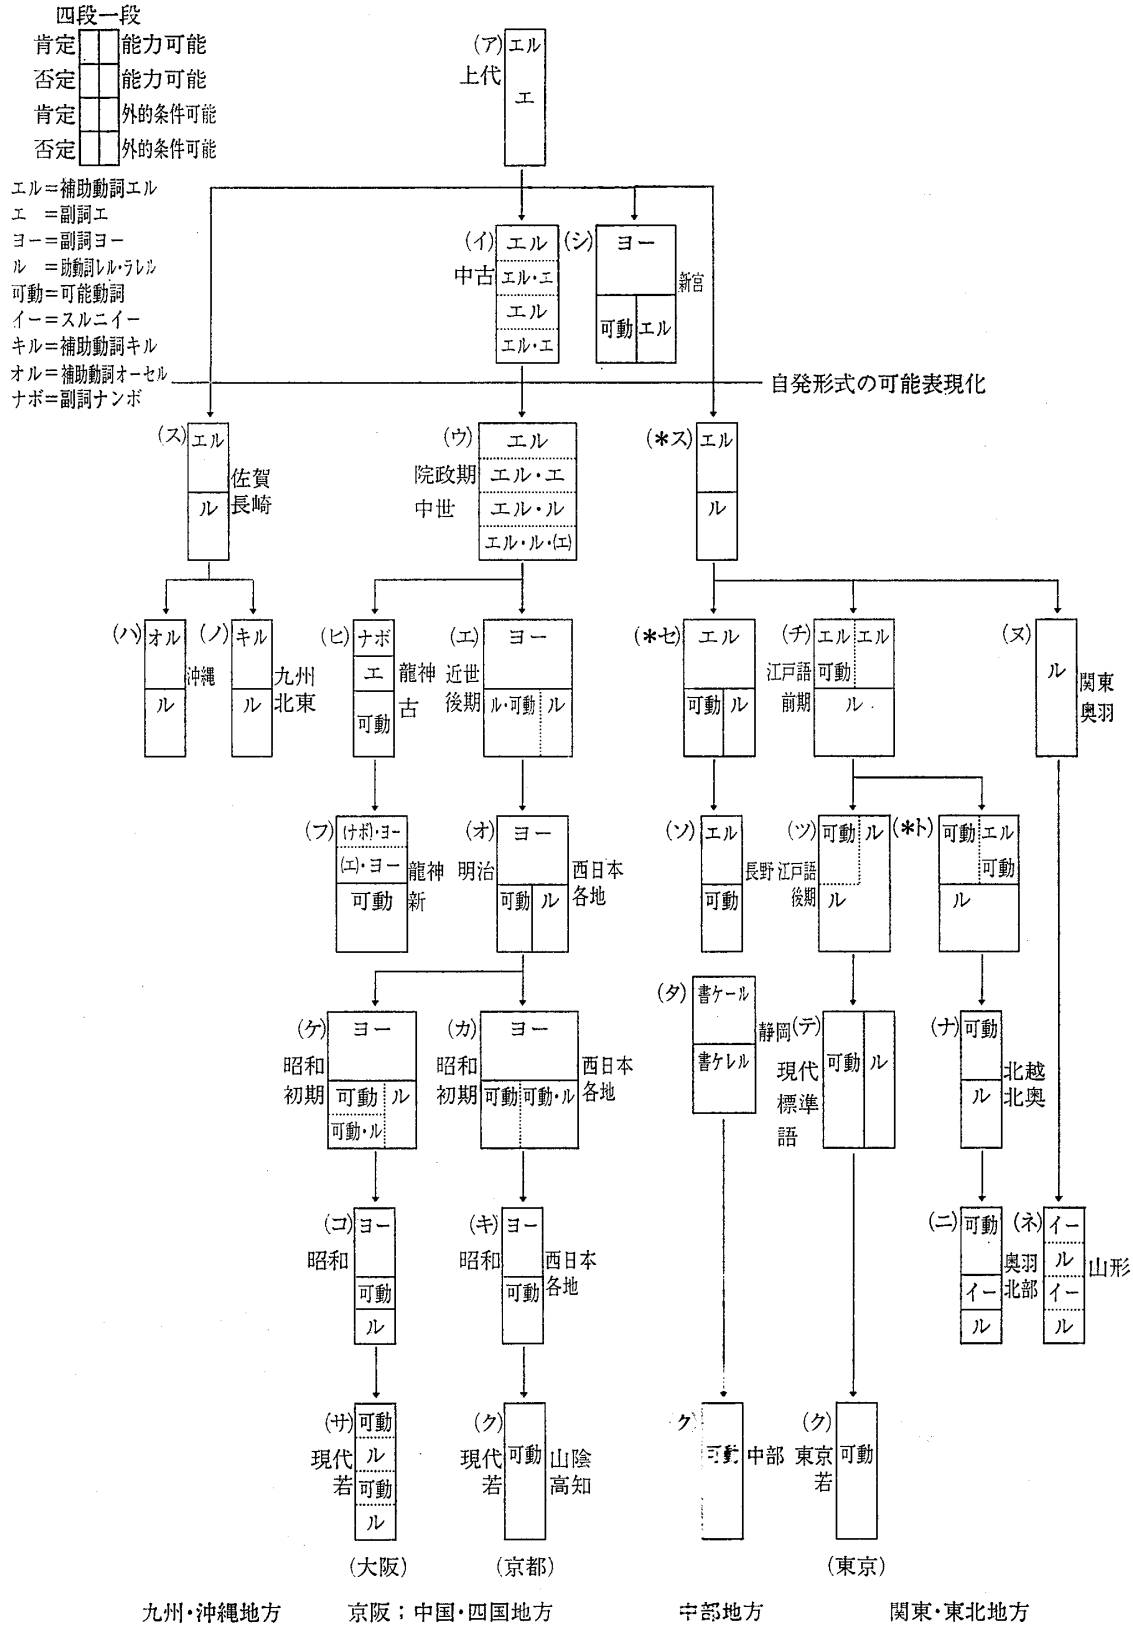 四段一段
肯定 能力可能
否定 能力可能
肯定 外的条件可能
否定 外的条件可能
エル=補助動詞エル
エ =副詞エ
ヨー=副詞ヨー
ル =助動詞レル・ラレル
可動=可能動詞
イー=スルニイー
キル=補助動詞キル
オル=補助動詞オーセル
ナボ=副詞ナンボ
(ア) エル
上代
エ
(イ) エル
中古 エル・エ
エル
エル・エ
(シ) ヨー
新宮
可動 エル
自発形式の可能表現化
(ス) エル
佐賀
長崎
ル
(ウ) エル
院政期 エル・エ
中世 エル・ル
エル・ル・(エ)
(*ス) エル
ル
(ハ) オル
沖縄
ル
(ノ) キル
九州
北東
ル
(ヒ) ナボ
エ 龍神
古
可動
(エ) ヨー
近世
後期 ル・可動 ル
(*セ) エル
可動 ル
(チ) エル エル
江戸語 可動
前期 ル
(ヌ)
ル
関東
奥羽
(フ) (ナボ)・ヨー
(エ)・ヨー 龍神
可動 新
(オ) ヨー
明治 西日本
可動 ル 各地
(ソ) エル
長野
可動
(ツ) 可動 ル
江戸語
後期 ル
(*ト) 可動 エル
可動
ル
(ケ) ヨー
昭和
初期 可動 ル
可動・ル
(カ) ヨー
昭和 西日本
初期 可動 可動・ル 各地
(タ) 書ケール
静岡
書ケレル
(テ)
可動 ル
現代
標準
語
(ナ) 可動
北越
北奥
ル
(コ) ヨー
昭和
可動
ル
(キ) ヨー
昭和 西日本
可動 各地
(ニ) 可動
奥羽
イー 北部
ル
(ネ) イー
ル 山形
イー
ル
(サ) 可動
現代 ル
若 可動
ル
(ク)
現代 可動 山陰
若 高知
ク)
可動 中部
(ク)
東京 可動
若
(大阪) (京都) (東京)
九州・沖縄地方 京阪;中国・四国地方 中部地方 関東・東北地方